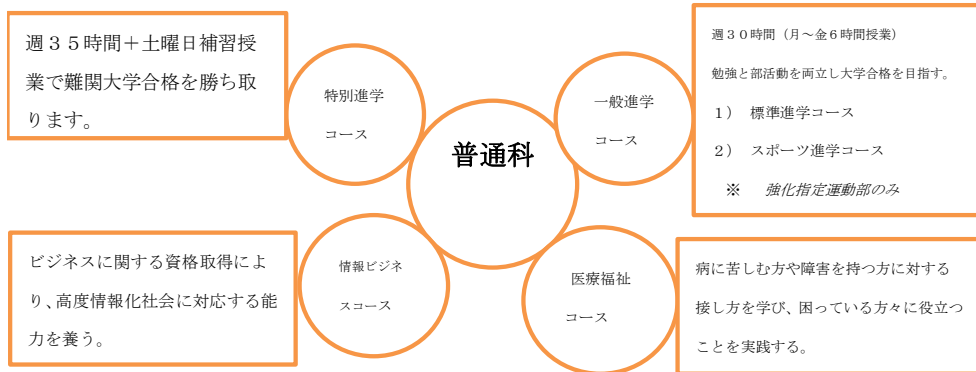 週３５時間＋土曜日補習授
業で難関大学合格を勝ち取
ります。
特別進学
コース
普通科
一般進学
コース
週３０時間（月～金６時間授業）
勉強と部活動を両立し大学合格を目指す。
１）　標準進学コース
２）　スポーツ進学コース
※　強化指定運動部のみ
ビジネスに関する資格取得によ
り、高度情報化社会に対応する能
力を養う。
情報ビジネ
スコース
医療福祉
コース
病に苦しむ方や障害を持つ方に対する
接し方を学び、困っている方々に役立つ
ことを実践する。